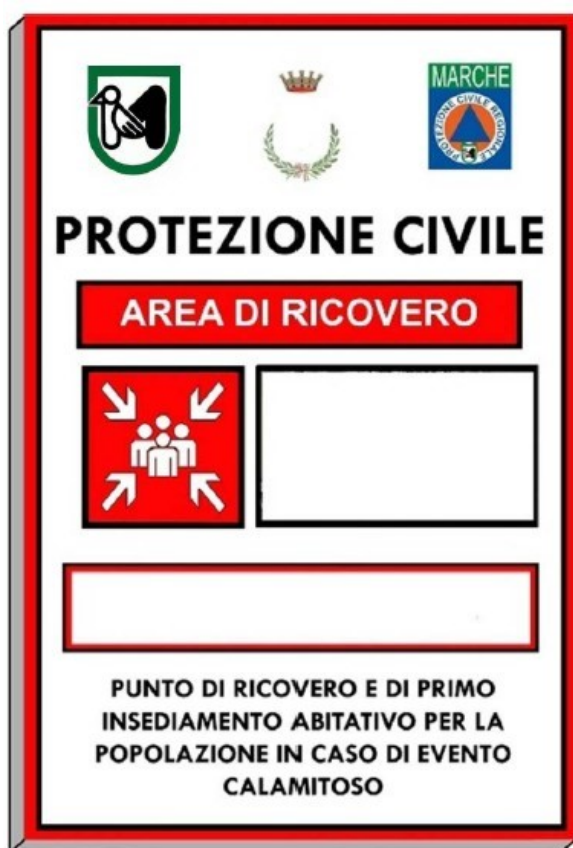 MARCHE
PROTEZIONE CIVILE REGIONALE
PROTEZIONE CIVILE
AREA DI RICOVERO
PUNTO DI RICOVERO E DI PRIMO
INSEDIAMENTO ABITATIVO PER LA
POPOLAZIONE IN CASO DI EVENTO
CALAMITOSO